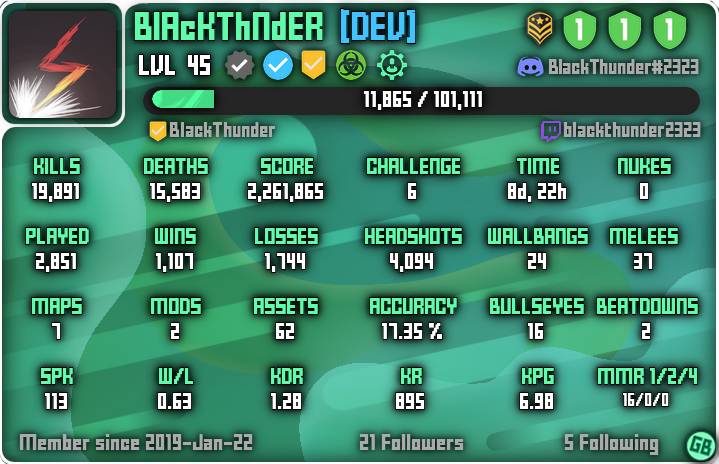 BlAcKThNdER [DEV]
1 1 1
LVL 45
BlackThunder#2323
11,865 / 101,111
BlackThunder
blackthunder2323
KILLS DEATHS SCORE CHALLENGE TIME NUKES
19,891 15,583 2,261,865 6 8d, 22h 0
PLAYED WINS LOSSES HEADSHOTS WALLBANGS MELEES
2,851 1,107 1,744 4,094 24 37
MAPS MODS ASSETS ACCURACY BULLSEYES BEATDOWNS
7 2 62 17.35 % 16 2
SPK W/L KDR KR KPG MMR 1/2/4
113 0.63 1.28 895 6.98 16/0/0
Member since 2019-Jan-22 21 Followers 5 Following
GB